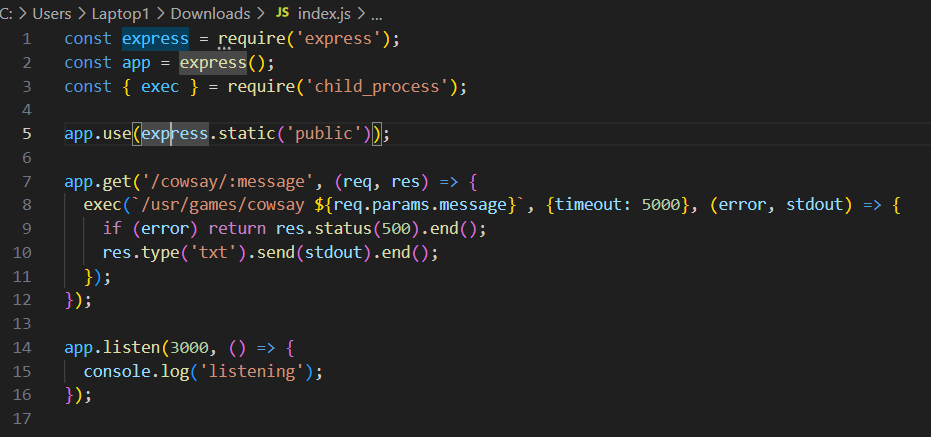 C: > Users > Laptop1 > Downloads > JS index.js > ...
1 const express = require('express');
2 const app = express();
3 const { exec } = require('child_process');
4
5 app.use(express.static('public'));
6
7 app.get('/cowsay/:message', (req, res) => {
8   exec(`/usr/games/cowsay ${req.params.message}`, {timeout: 5000}, (error, stdout) => {
9     if (error) return res.status(500).end();
10     res.type('txt').send(stdout).end();
11   });
12 });
13
14 app.listen(3000, () => {
15   console.log('listening');
16 });
17